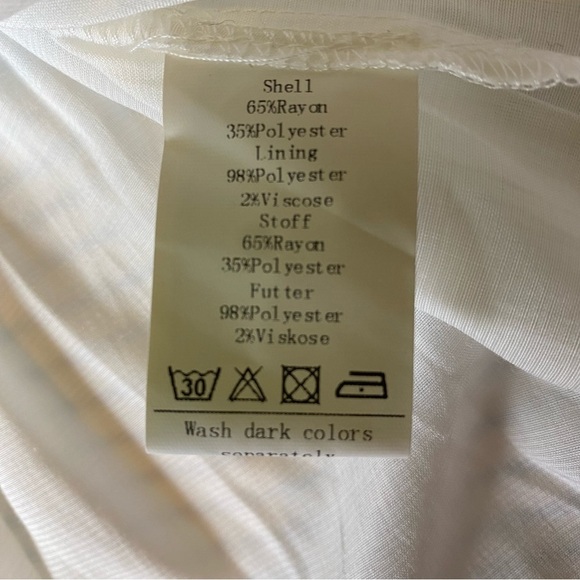 Shell
65%Rayon
35%Polyester
Lining
98%Polyester
2%Viscose
Stoff
65%Rayon
35%Polyester
Futter
98%Polyester
2%Viskose
30
Wash dark colors
separately